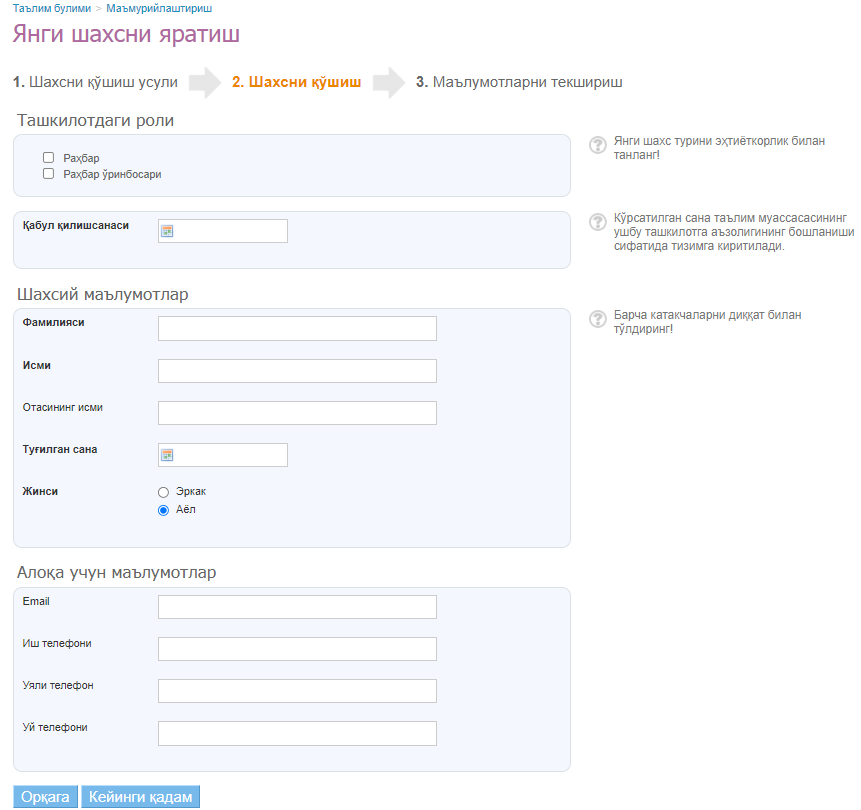 Таълим булими > Маъмурийлаштириш
Янги шахсни яратиш
1. Шахсни қўшиш усули 2. Шахсни қўшиш 3. Маълумотларни текшириш
Ташкилотдаги роли
Раҳбар
Раҳбар ўринбосари
? Янги шахс турини эҳтиёткорлик билан
танланг!
Қабул қилишсанаси
? Кўрсатилган сана таълим муассасасининг
ушбу ташкилотга аъзолигининг бошланиши
сифатида тизимга киритилади.
Шахсий маълумотлар
Фамилияси
? Барча катакчаларни диққат билан
тўлдиринг!
Исми
Отасининг исми
Туғилган сана
Жинси
Эркак
Аёл
Алоқа учун маълумотлар
Email
Иш телефони
Уяли телефон
Уй телефони
Орқага Кейинги қадам